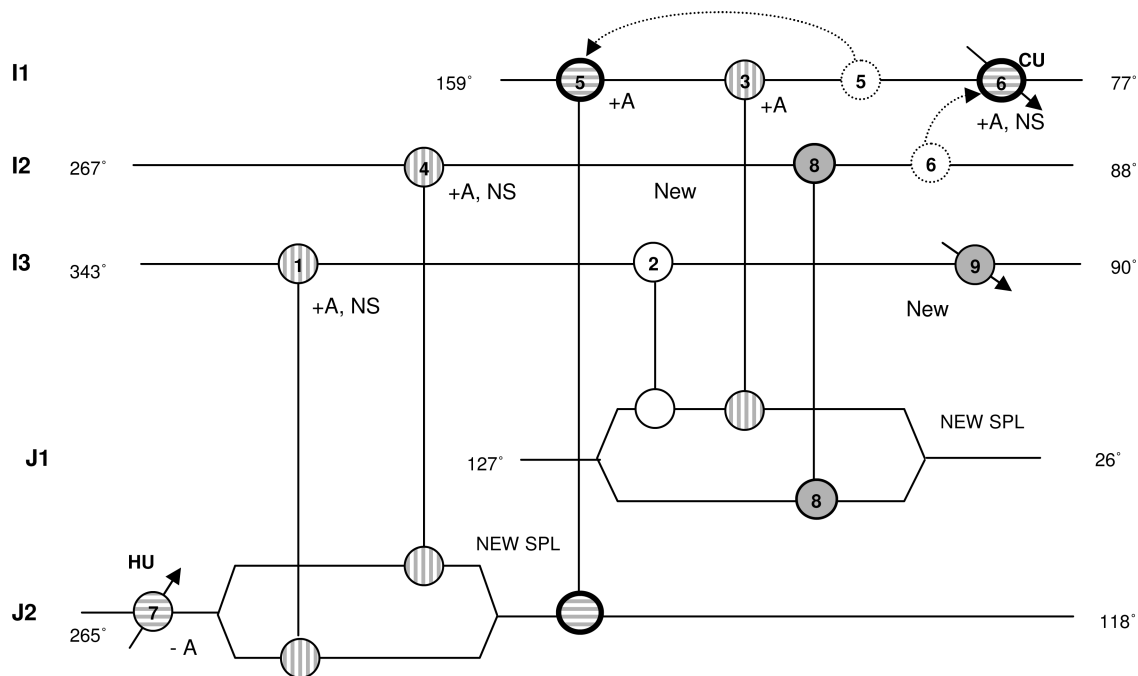 I1 159° 5 +A 3 +A 5 6 CU +A, NS 77°
I2 267° 4 +A, NS New 8 6 88°
I3 343° 1 +A, NS 2 9 New 90°
J1 127° 8 NEW SPL 26°
J2 265° HU 7 - A NEW SPL 118°